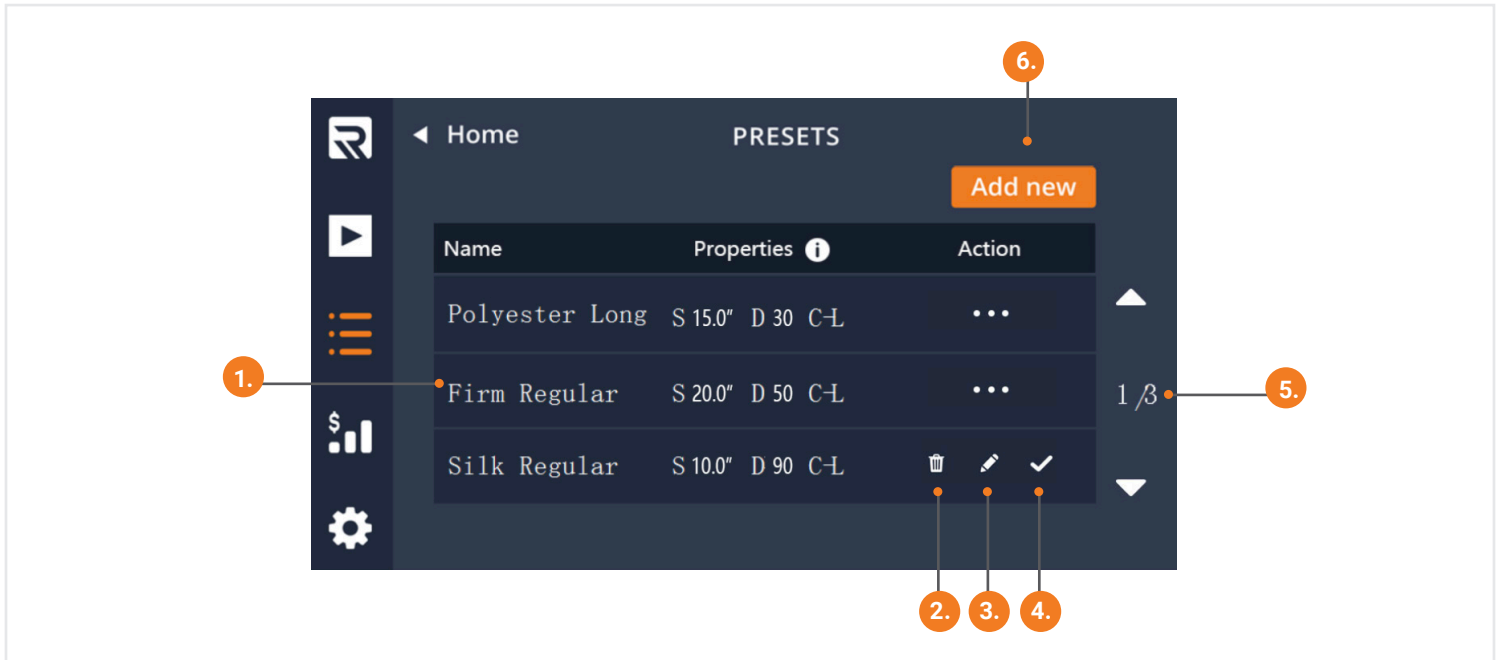 6.
Home PRESETS
Add new
Name Properties i Action
Polyester Long S 15.0" D 30 C-L •••
1. Firm Regular S 20.0" D 50 C-L ••• 1/3 5.
$
Silk Regular S 10.0" D 90 C-L
2. 3. 4.